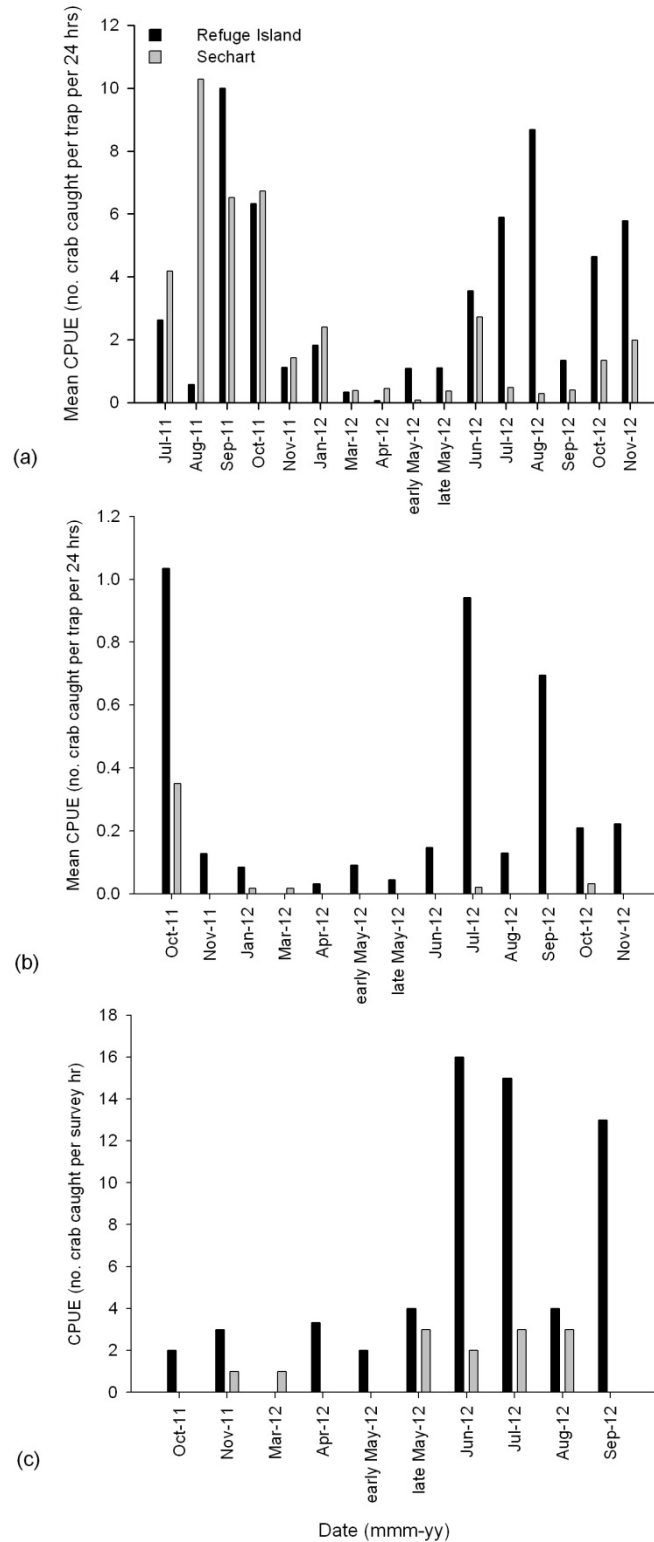 12
Refuge Island
Sechart
10
8
6
4
2
0
Mean CPUE (no. crab caught per trap per 24 hrs)
Jul-11
Aug-11
Sep-11
Oct-11
Nov-11
Jan-12
Mar-12
Apr-12
early May-12
late May-12
Jun-12
Jul-12
Aug-12
Sep-12
Oct-12
Nov-12
(a)
1.2
1.0
0.8
0.6
0.4
0.2
0.0
Mean CPUE (no. crab caught per trap per 24 hrs)
Oct-11
Nov-11
Jan-12
Mar-12
Apr-12
early May-12
late May-12
Jun-12
Jul-12
Aug-12
Sep-12
Oct-12
Nov-12
(b)
18
16
14
12
10
8
6
4
2
0
CPUE (no. crab caught per survey hr)
Oct-11
Nov-11
Mar-12
Apr-12
early May-12
late May-12
Jun-12
Jul-12
Aug-12
Sep-12
(c)
Date (mmm-yy)